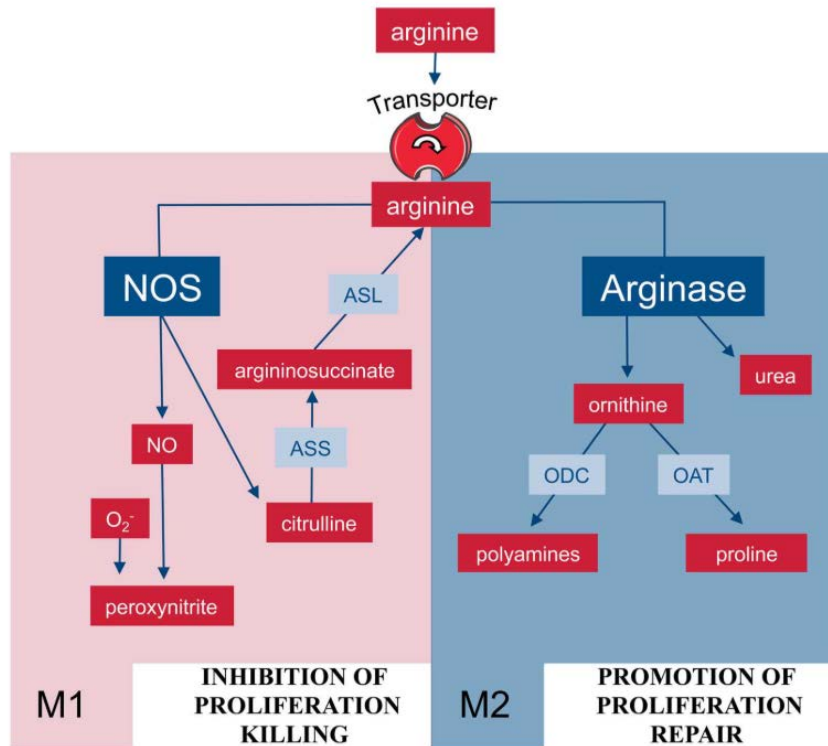 arginine
Transporter
arginine
NOS
Arginase
ASL
argininosuccinate
urea
ornithine
NO
ASS
ODC
OAT
O₂⁻
citrulline
polyamines
proline
peroxynitrite
M1
INHIBITION OF
PROLIFERATION
KILLING
M2
PROMOTION OF
PROLIFERATION
REPAIR